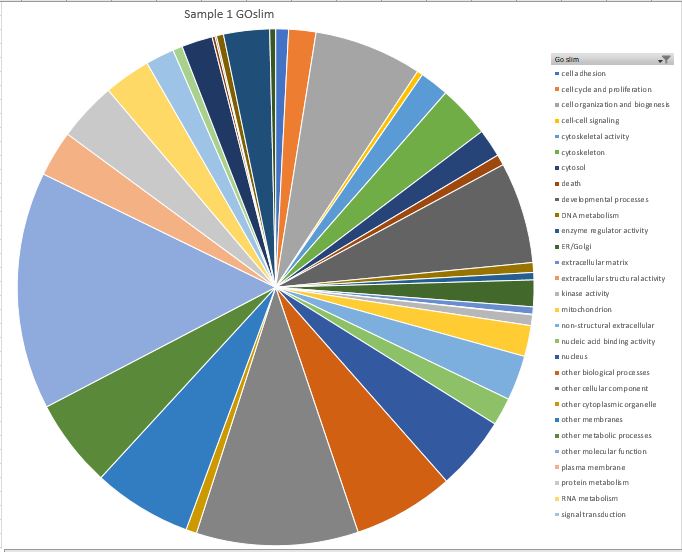 Sample 1 GOslim
Go slim
cell adhesion
cell cycle and proliferation
cell organization and biogenesis
cell-cell signaling
cytoskeletal activity
cytoskeleton
cytosol
death
developmental processes
DNA metabolism
enzyme regulator activity
ER/Golgi
extracellular matrix
extracellular structural activity
kinase activity
mitochondrion
non-structural extracellular
nucleic acid binding activity
nucleus
other biological processes
other cellular component
other cytoplasmic organelle
other membranes
other metabolic processes
other molecular function
plasma membrane
protein metabolism
RNA metabolism
signal transduction